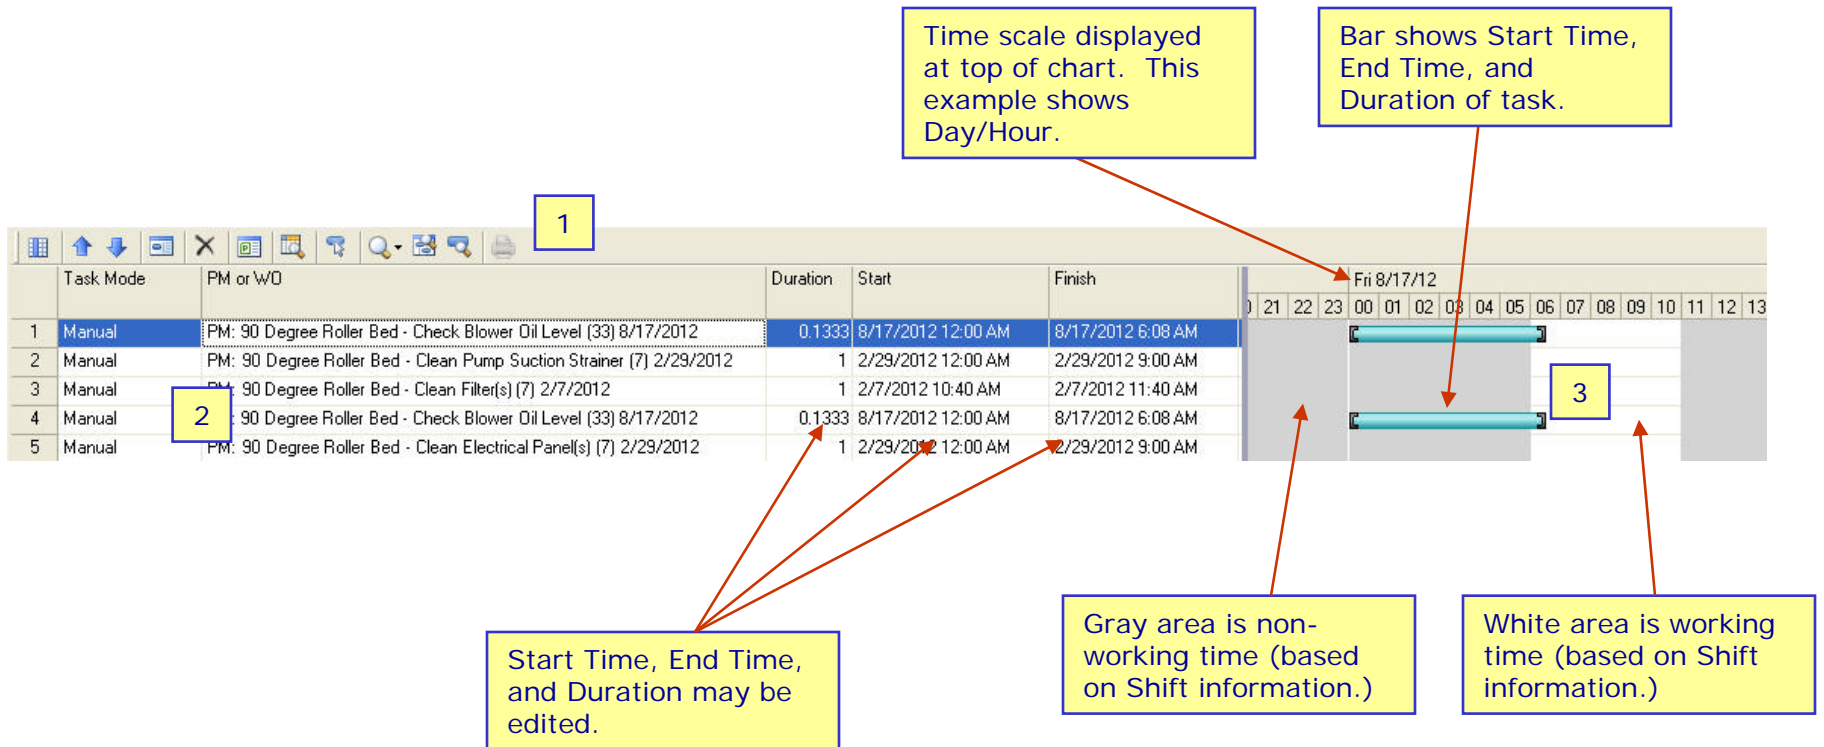 Time scale displayed
at top of chart. This
example shows
Day/Hour.
Bar shows Start Time,
End Time, and
Duration of task.
1
Task Mode PM or WO Duration Start Finish Fri 8/17/12
21 22 23 00 01 02 03 04 05 06 07 08 09 10 11 12 13
1 Manual PM: 90 Degree Roller Bed - Check Blower Oil Level (33) 8/17/2012 0.1333 8/17/2012 12:00 AM 8/17/2012 6:08 AM
2 Manual PM: 90 Degree Roller Bed - Clean Pump Suction Strainer (7) 2/29/2012 1 2/29/2012 12:00 AM 2/29/2012 9:00 AM
3 Manual PM: 90 Degree Roller Bed - Clean Filter(s) (7) 2/7/2012 1 2/7/2012 10:40 AM 2/7/2012 11:40 AM
3
2
4 Manual : 90 Degree Roller Bed - Check Blower Oil Level (33) 8/17/2012 0.1333 8/17/2012 12:00 AM 8/17/2012 6:08 AM
5 Manual PM: 90 Degree Roller Bed - Clean Electrical Panel(s) (7) 2/29/2012 1 2/29/2012 12:00 AM 2/29/2012 9:00 AM
Start Time, End Time,
and Duration may be
edited.
Gray area is non-
working time (based
on Shift information.)
White area is working
time (based on Shift
information.)